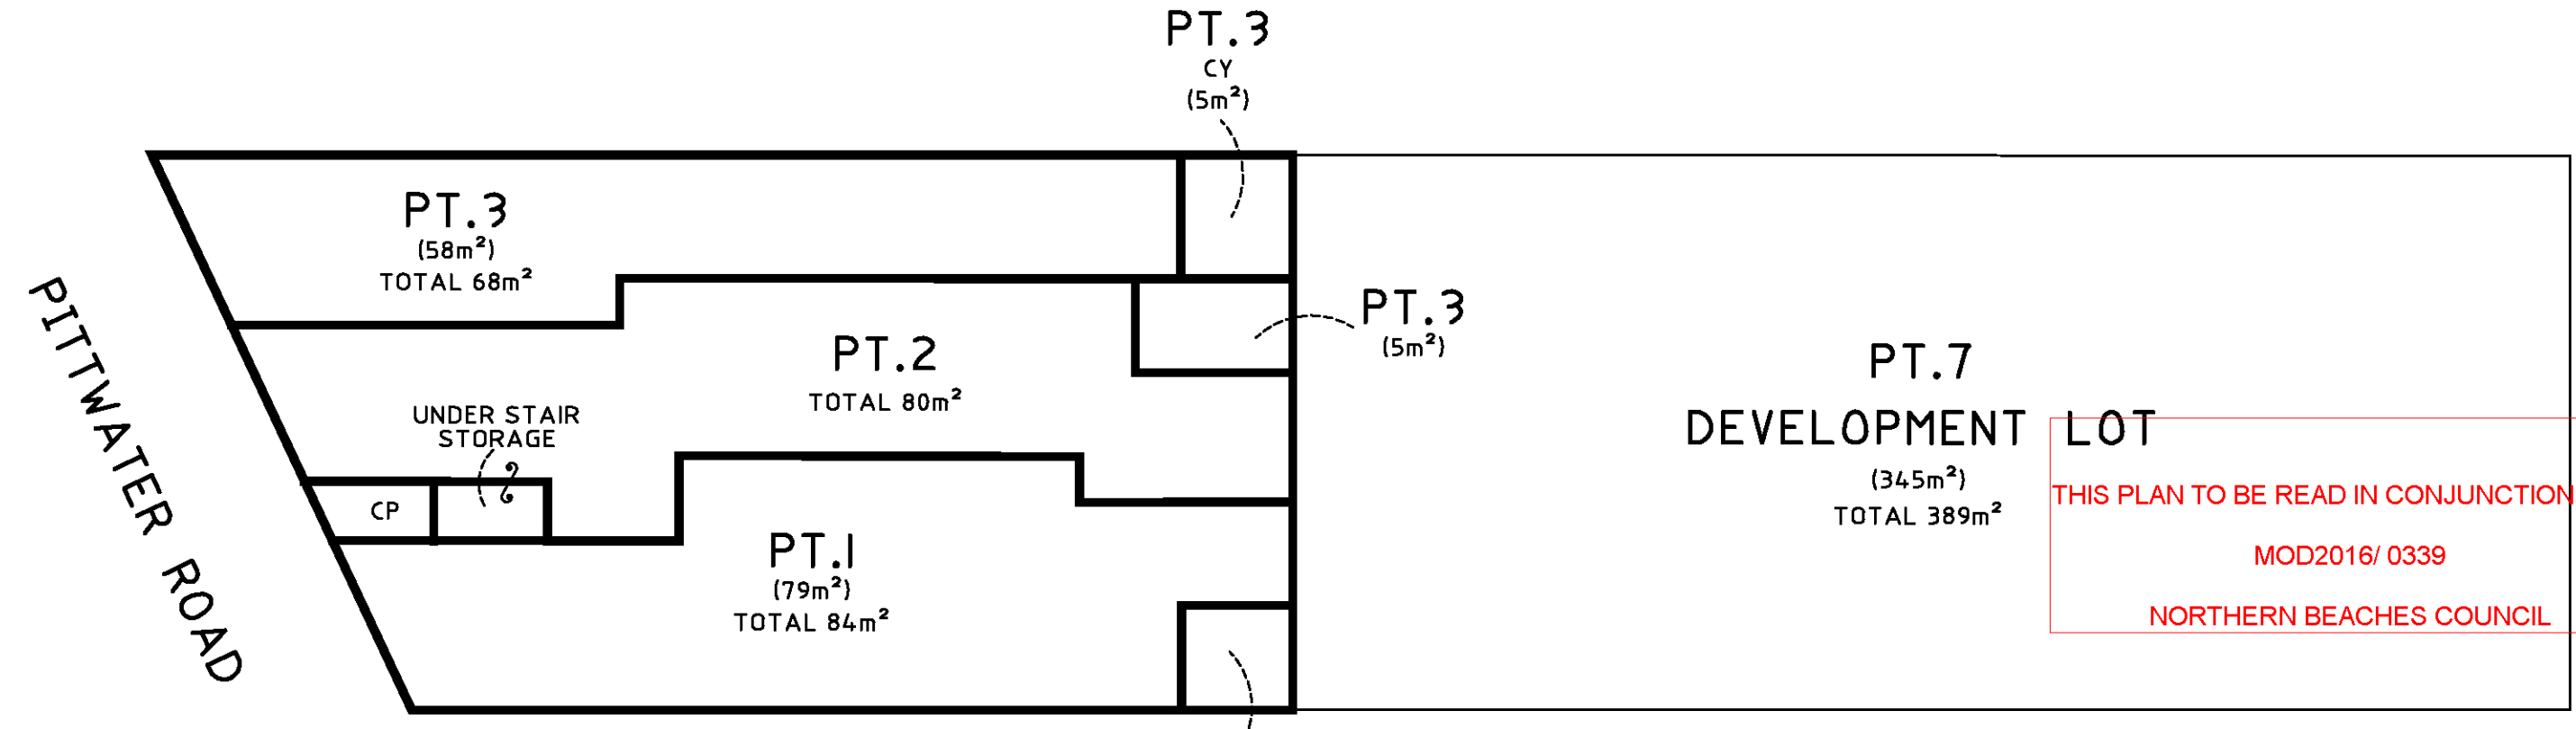 PT.3
CY
(5m²)
PT.3
(58m²)
TOTAL 68m²
PITTWATER ROAD
PT.3
(5m²)
PT.2
TOTAL 80m²
UNDER STAIR
STORAGE
CP
PT.1
(79m²)
TOTAL 84m²
PT.7
DEVELOPMENT LOT
(345m²)
TOTAL 389m²
THIS PLAN TO BE READ IN CONJUNCTION
MOD2016/ 0339
NORTHERN BEACHES COUNCIL